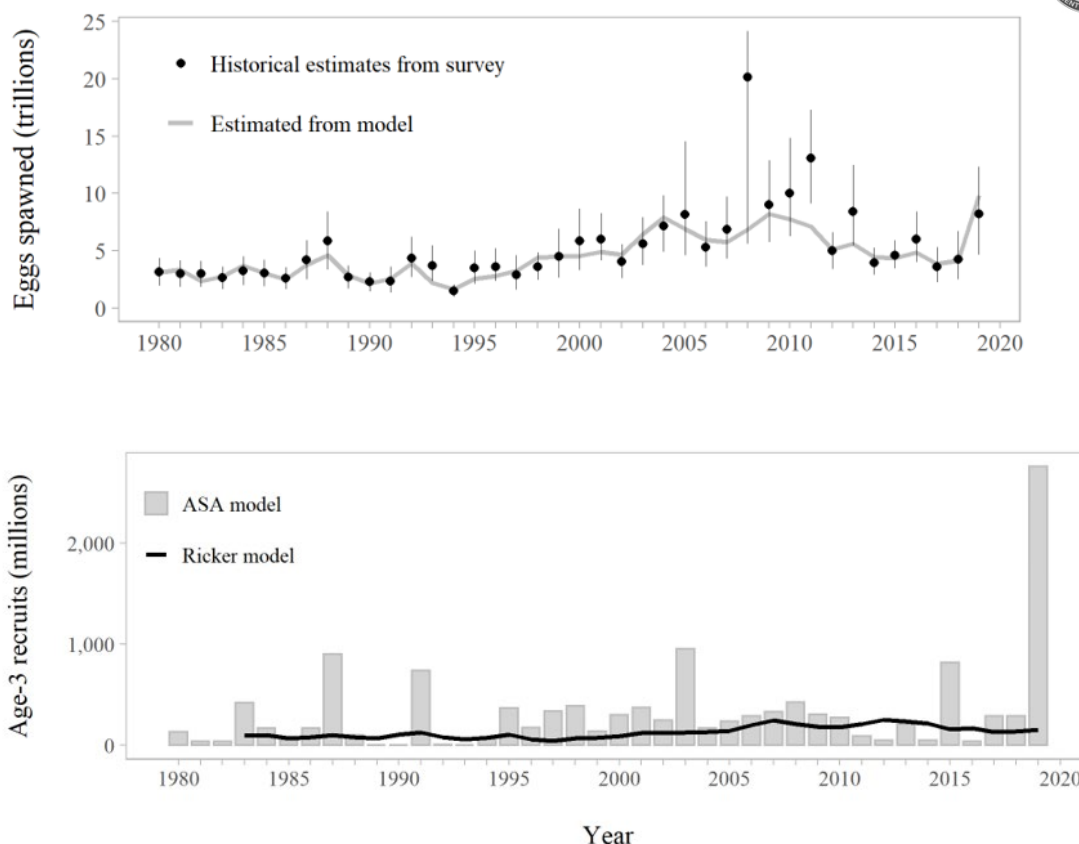 Eggs spawned (trillions)
25
20
15
10
5
0
Historical estimates from survey
Estimated from model
1980 1985 1990 1995 2000 2005 2010 2015 2020
Age-3 recruits (millions)
2,000
1,000
0
ASA model
Ricker model
1980 1985 1990 1995 2000 2005 2010 2015 2020
Year